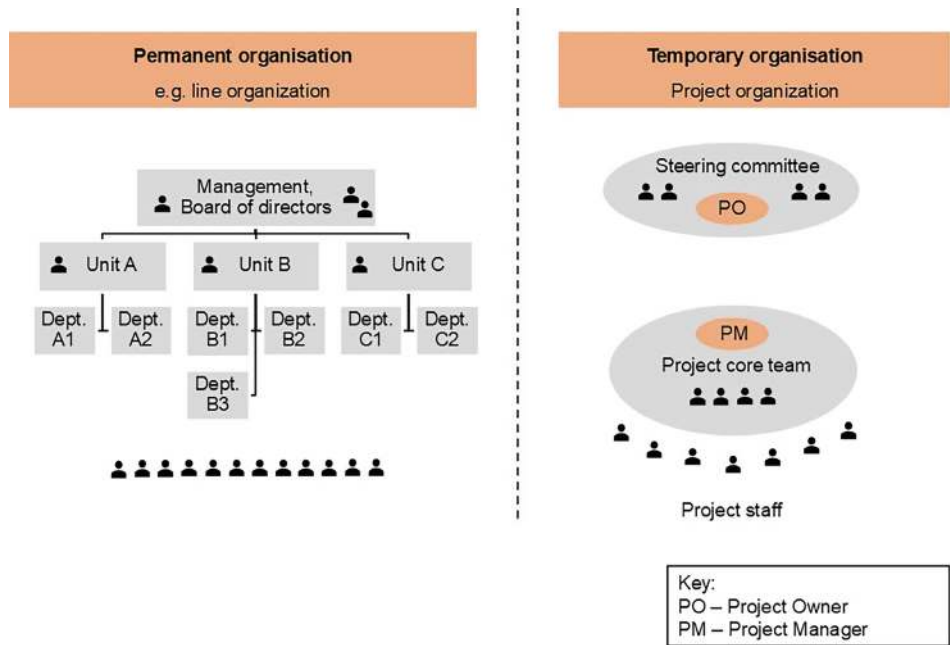 Permanent organisation
e.g. line organization
Temporary organisation
Project organization
Management,
Board of directors
Unit A
Unit B
Unit C
Dept.
A1
Dept.
A2
Dept.
B1
Dept.
B2
Dept.
C1
Dept.
C2
Dept.
B3
Steering committee
PO
PM
Project core team
Project staff
Key:
PO – Project Owner
PM – Project Manager